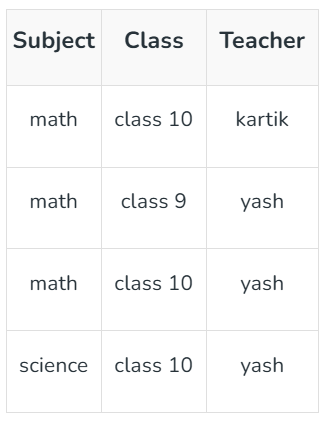 Subject Class Teacher
math class 10 kartik
math class 9 yash
math class 10 yash
science class 10 yash